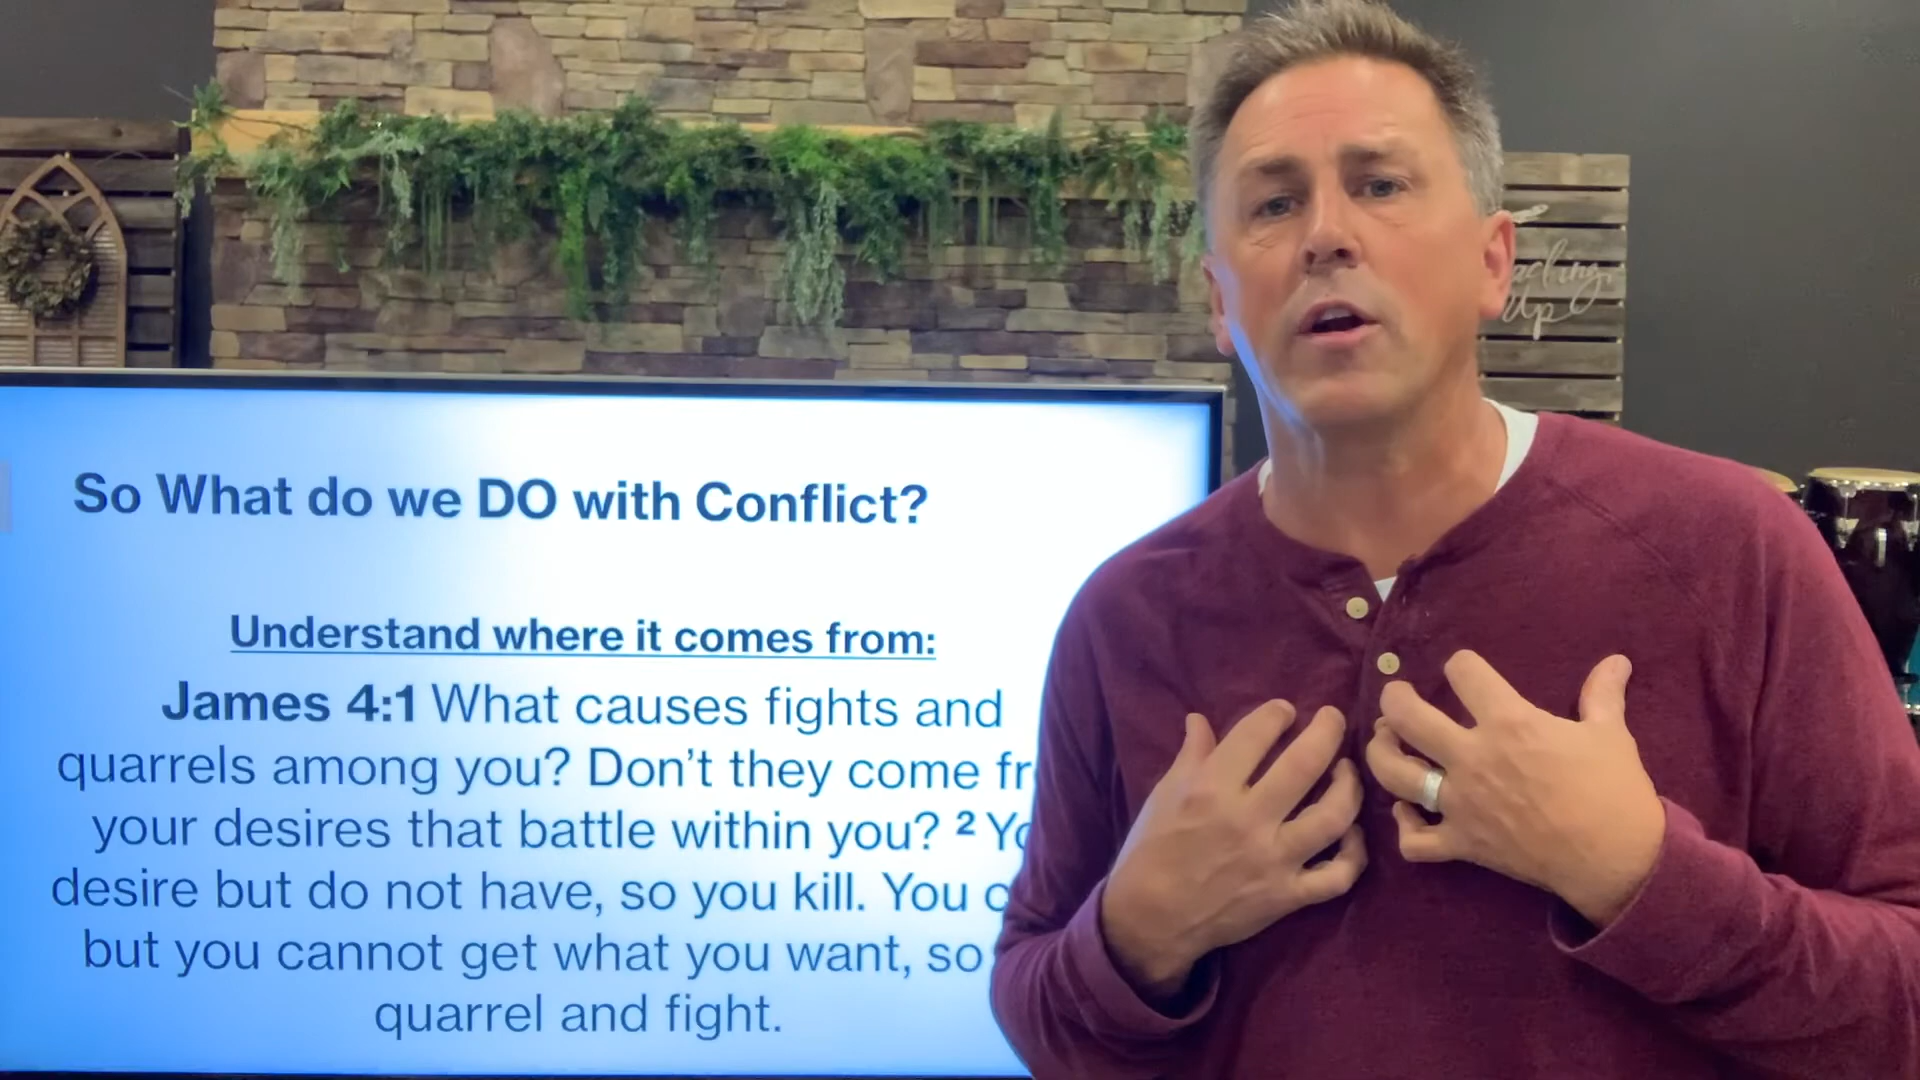 So What do we DO with Conflict?
Understand where it comes from:
James 4:1 What causes fights and
quarrels among you? Don't they come
your desires that battle within you? ²
desire but do not have, so you kill. You
but you cannot get what you want, so
quarrel and fight.
Up